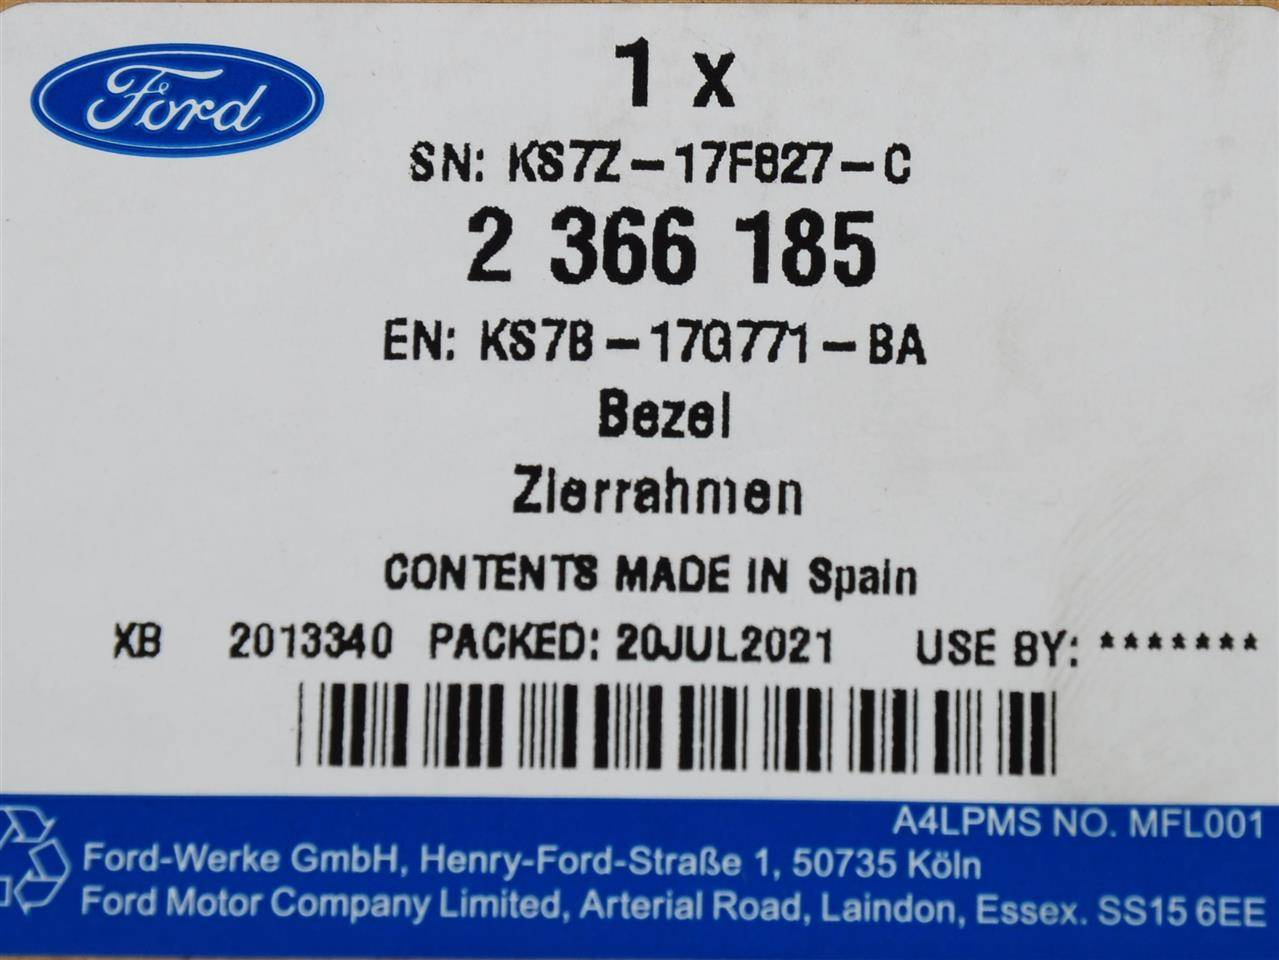 Ford
1 x
SN: KS7Z-17F827-C
2 366 185
EN: KS7B-17G771-BA
Bezel
Zierrahmen
CONTENTS MADE IN Spain
XB 2013340 PACKED: 20JUL2021 USE BY: *******
A4LPMS NO. MFL001
Ford-Werke GmbH, Henry-Ford-Straße 1, 50735 Köln
Ford Motor Company Limited, Arterial Road, Laindon, Essex. SS15 6EE